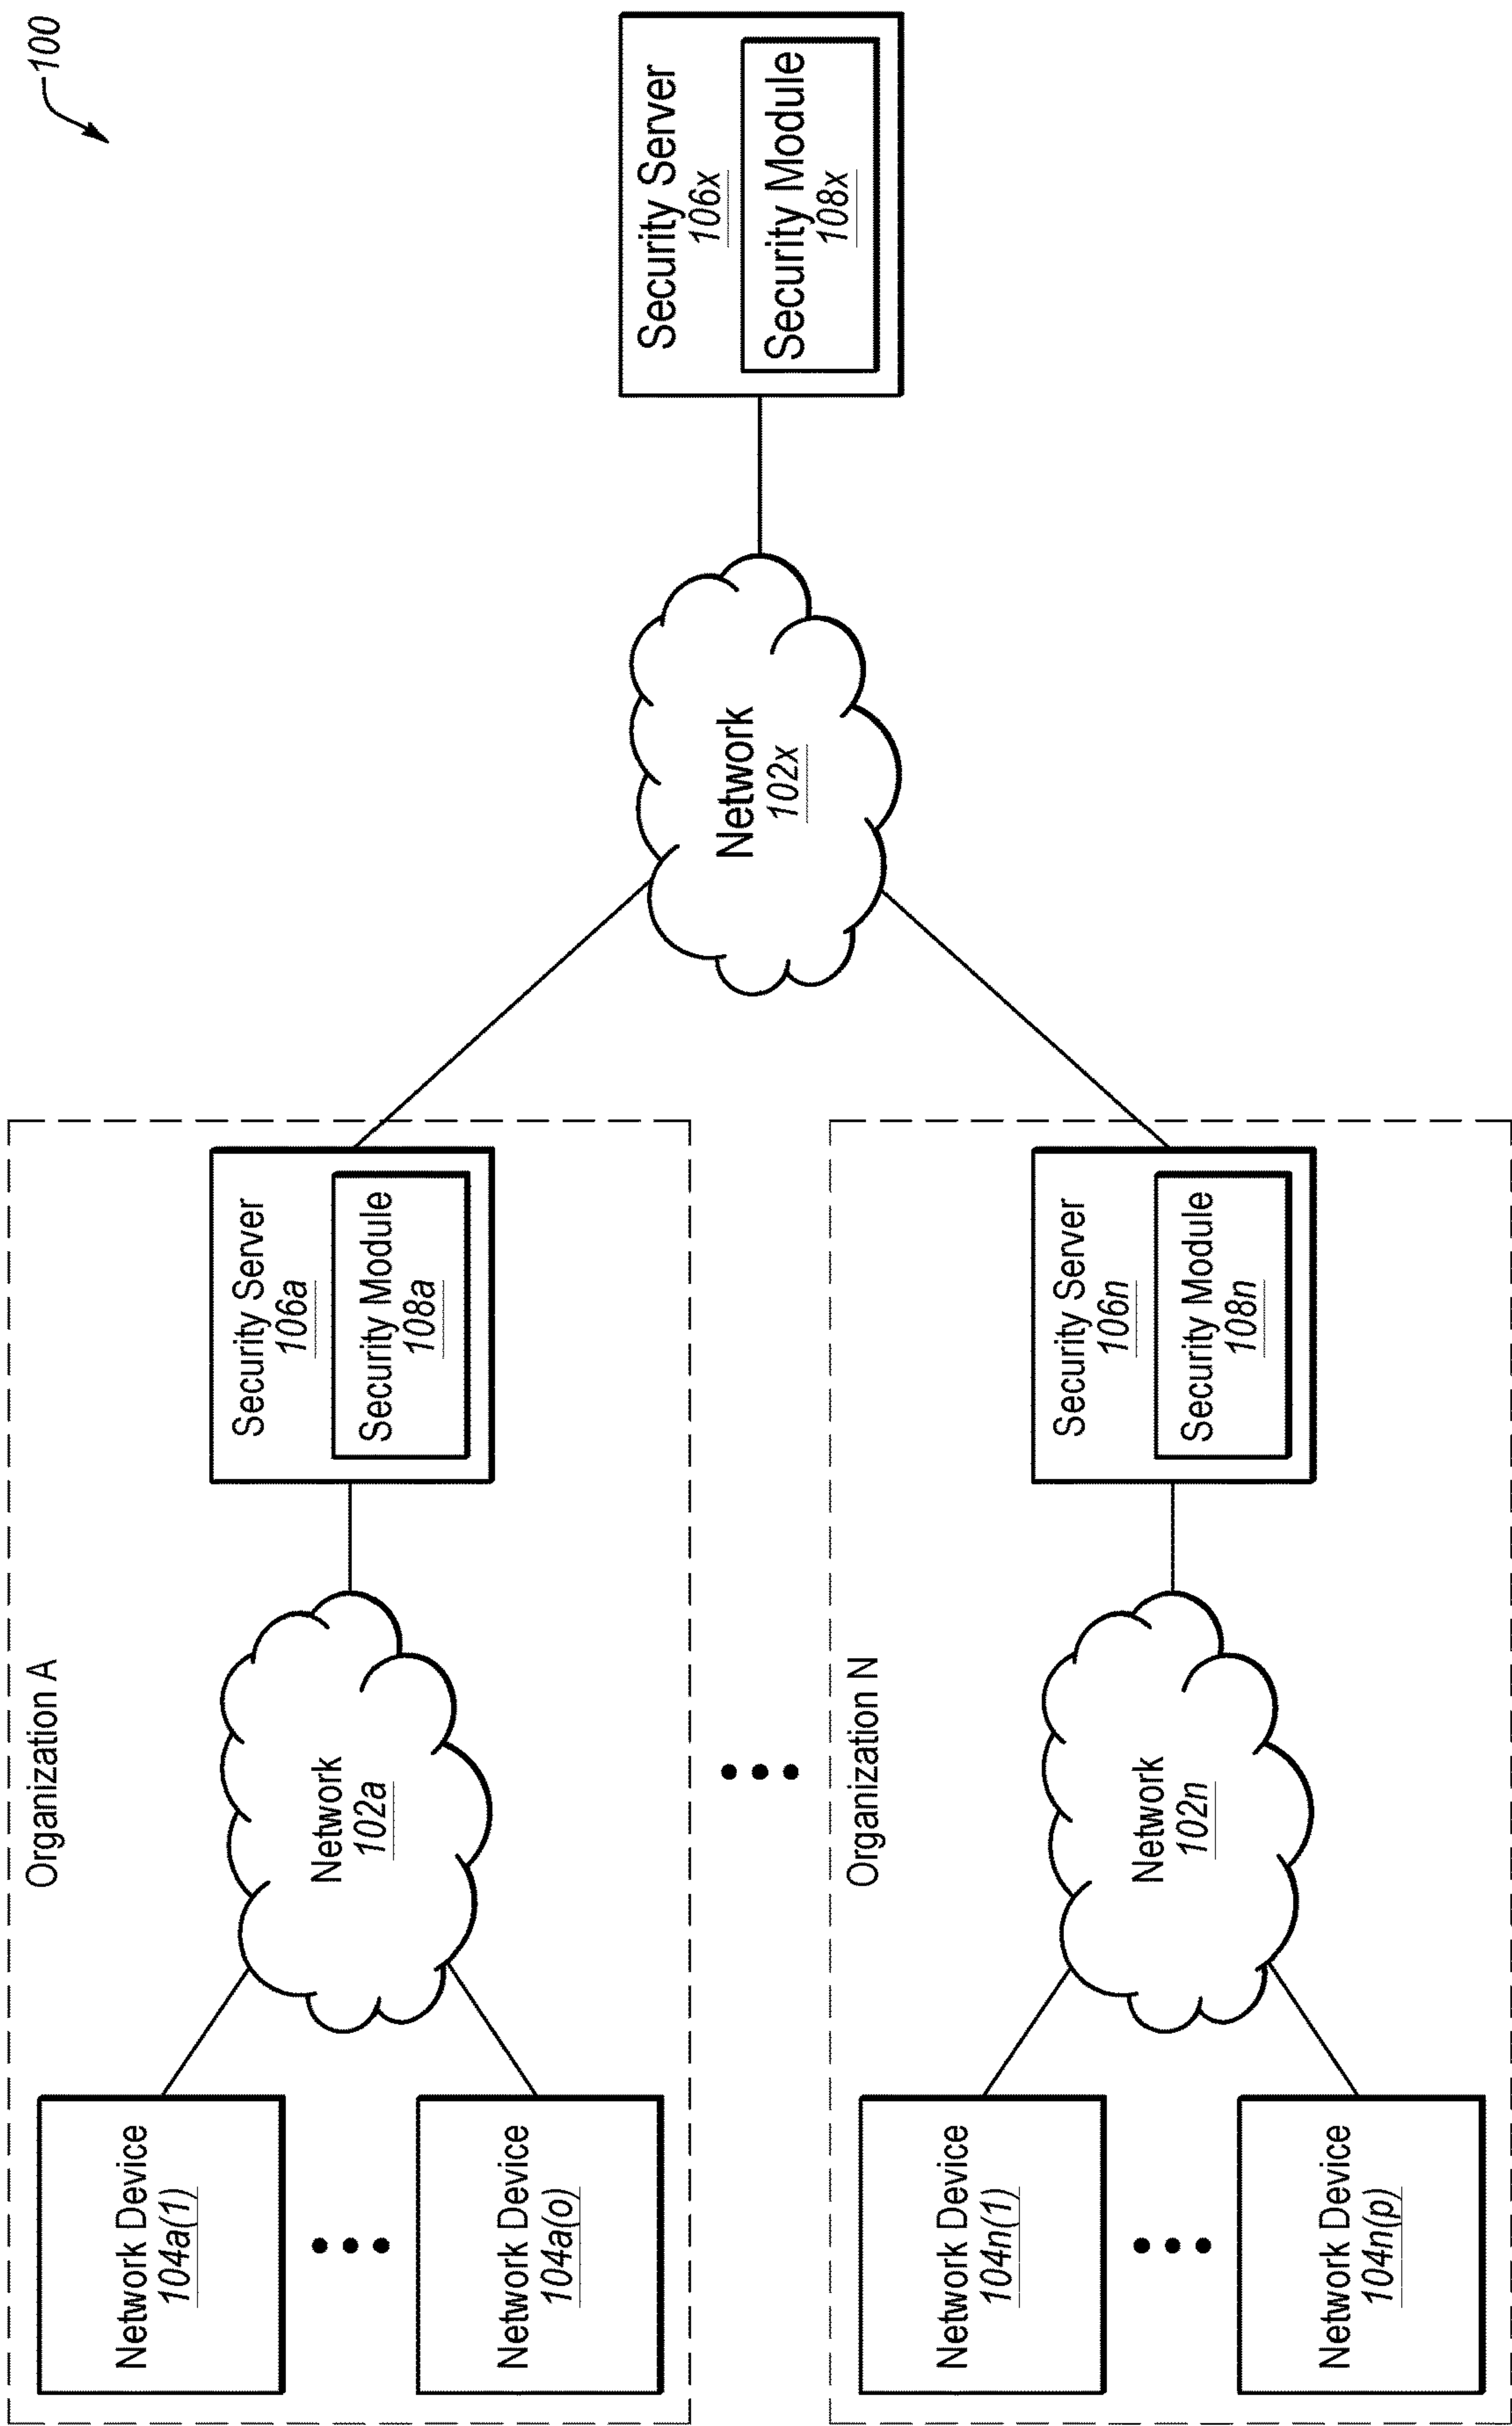 100
Organization A
Network Device
104a(1)
Network Device
104a(o)
Network
102a
Security Server
106a
Security Module
108a
Organization N
Network Device
104n(1)
Network Device
104n(p)
Network
102n
Security Server
106n
Security Module
108n
Network
102x
Security Server
106x
Security Module
108x